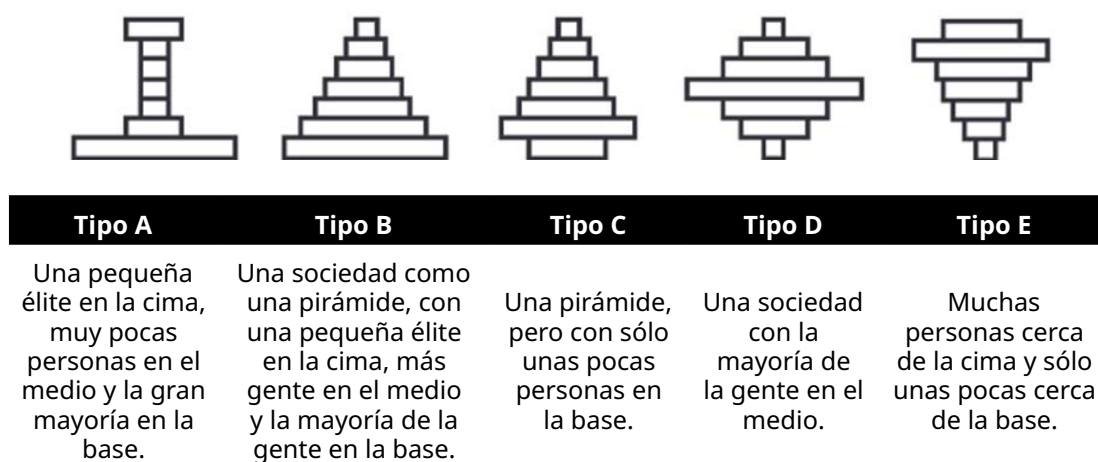 Tipo A
Tipo B
Tipo C
Tipo D
Tipo E
Una pequeña
élite en la cima,
muy pocas
personas en el
medio y la gran
mayoría en la
base.
Una sociedad como
una pirámide, con
una pequeña élite
en la cima, más
gente en el medio
y la mayoría de la
gente en la base.
Una pirámide,
pero con sólo
unas pocas
personas en
la base.
Una sociedad
con la
mayoría de
la gente en el
medio.
Muchas
personas cerca
de la cima y sólo
unas pocas cerca
de la base.